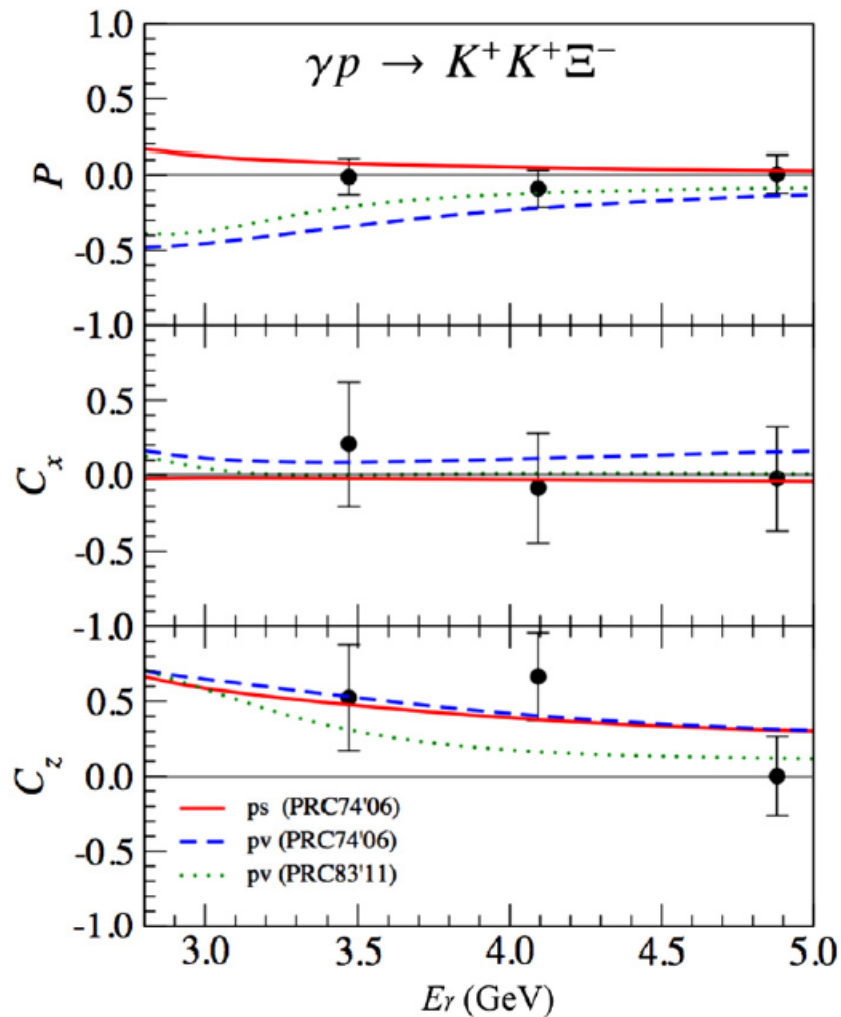 γp → K⁺K⁺Ξ⁻
1.0
0.5
0.0
-0.5
-1.0
P
0.5
0.0
-0.5
-1.0
C_x
0.5
0.0
-0.5
-1.0
C_z
ps (PRC74'06)
pv (PRC74'06)
pv (PRC83'11)
3.0 3.5 4.0 4.5 5.0
Eγ (GeV)